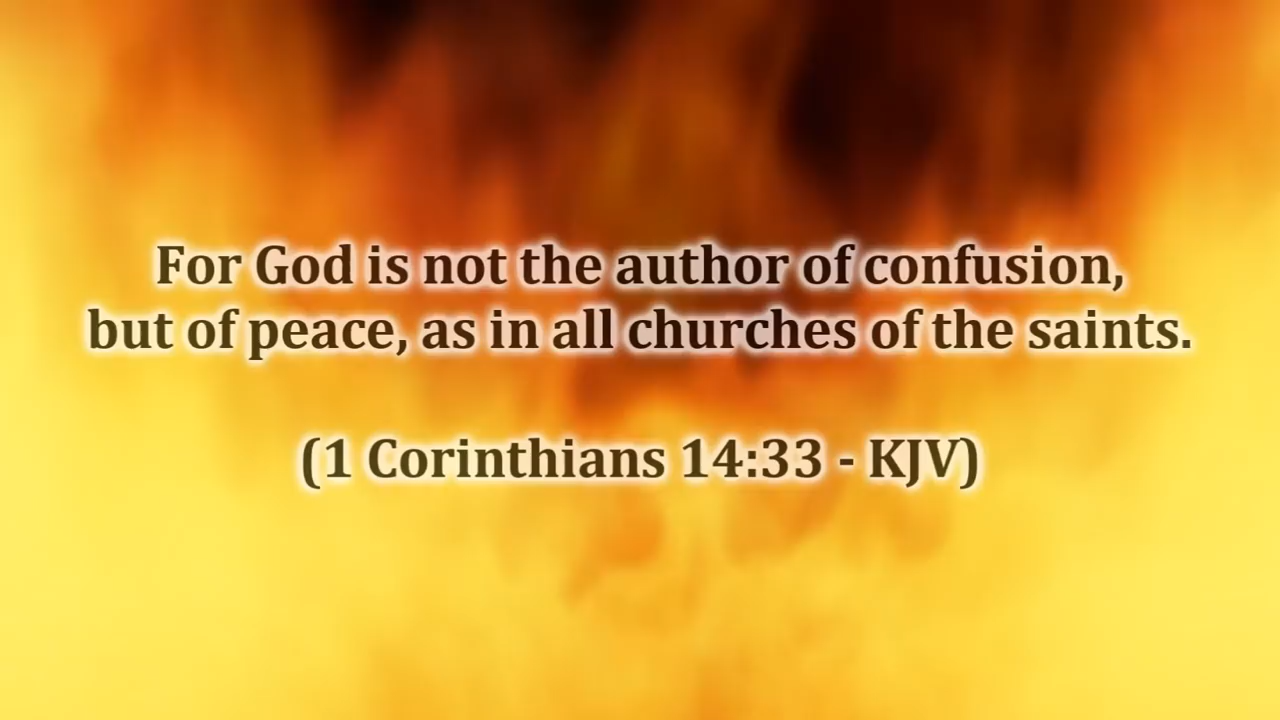 For God is not the author of confusion,
but of peace, as in all churches of the saints.
(1 Corinthians 14:33 - KJV)